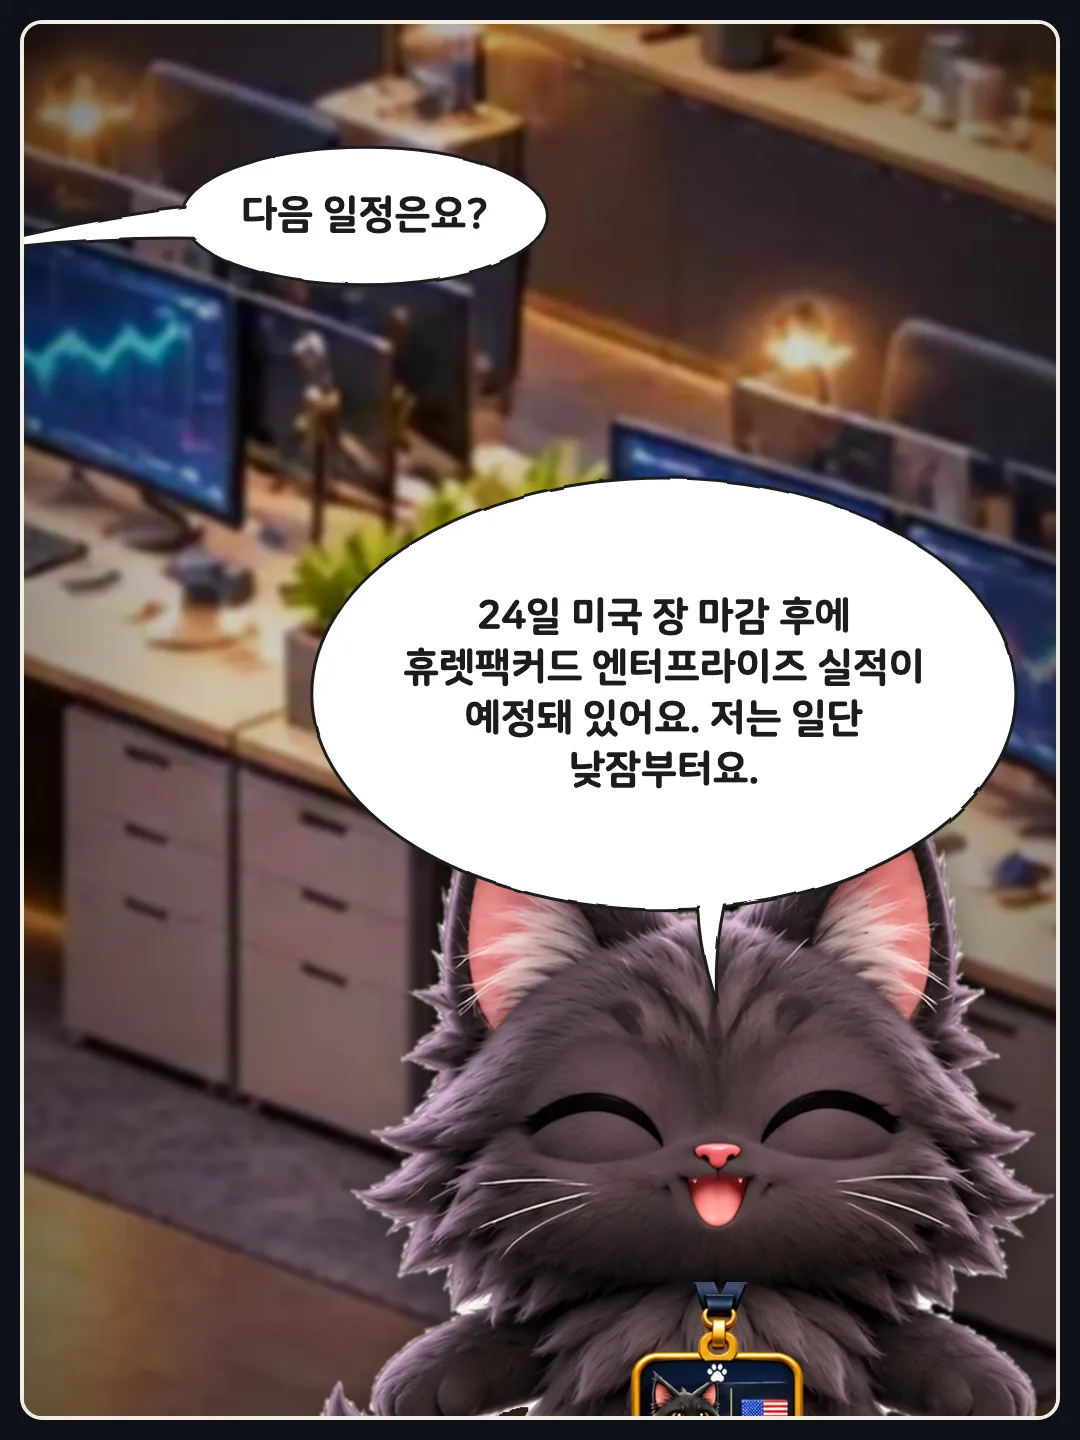 다음 일정은요?
24일 미국 장 마감 후에
휴렛팩커드 엔터프라이즈 실적이
예정돼 있어요. 저는 일단
낮잠부터요.